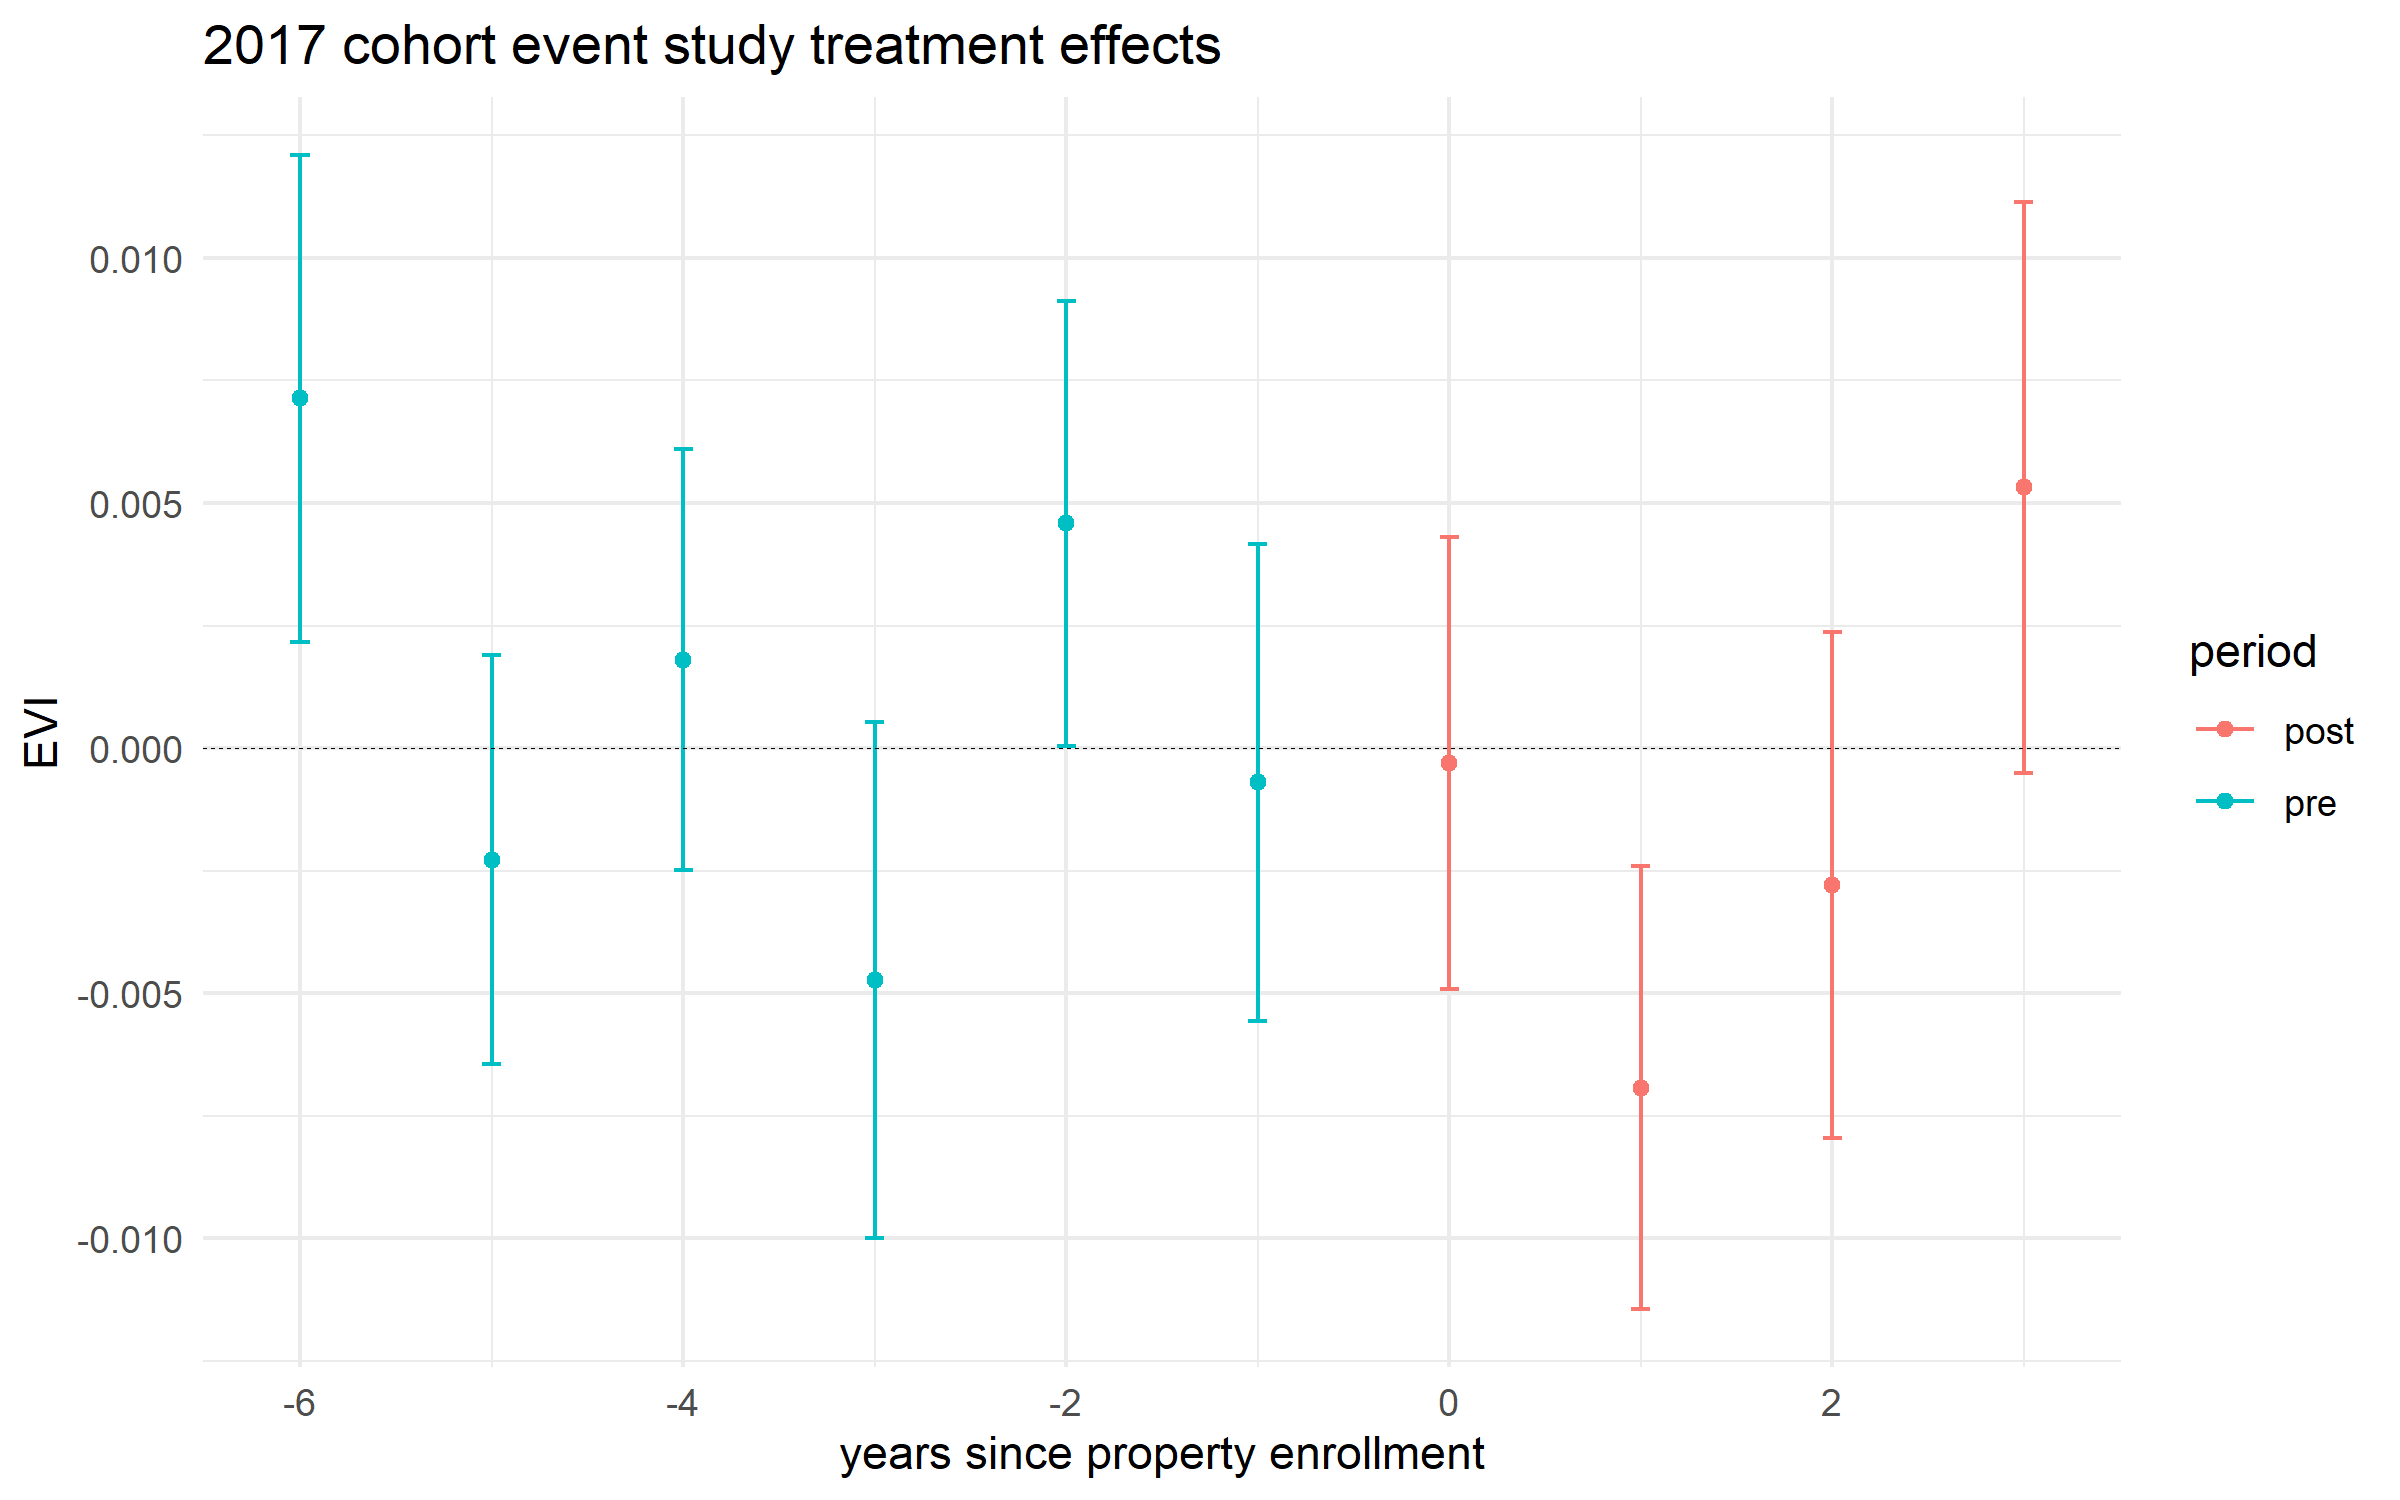 2017 cohort event study treatment effects
EVI
0.010
0.005
0.000
-0.005
-0.010
-6
-4
-2
0
2
years since property enrollment
period
post
pre